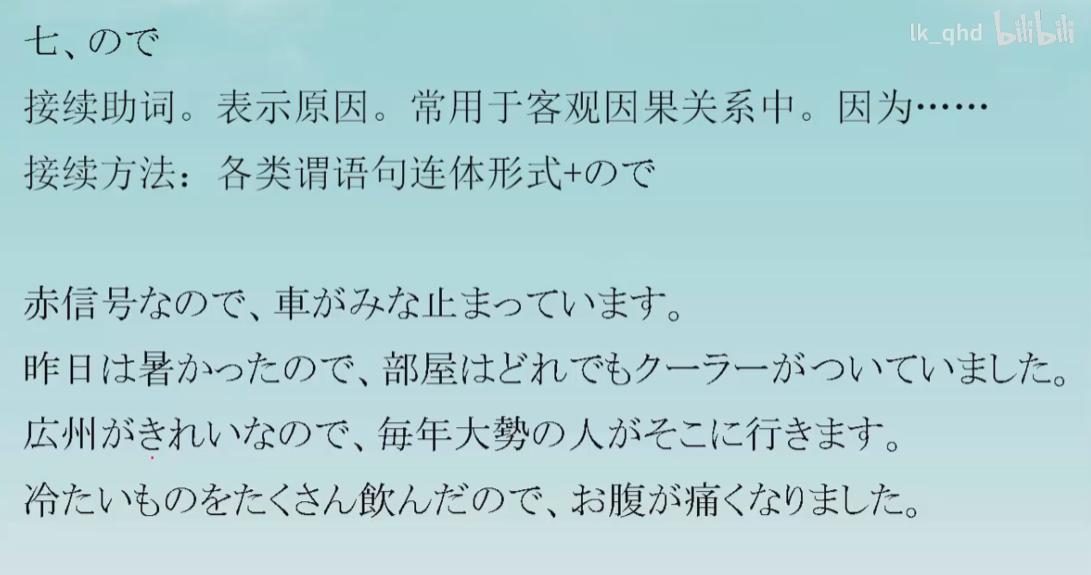 lk_qhd bilibili
七、ので
接续助词。表示原因。常用于客观因果关系中。因为……
接续方法：各类谓语句连体形式+ので
赤信号なので、車がみな止まっています。
昨日は暑かったので、部屋はどれでもクーラーがついていました。
広州がきれいなので、毎年大勢の人がそこに行きます。
冷たいものをたくさん飲んだので、お腹が痛くなりました。